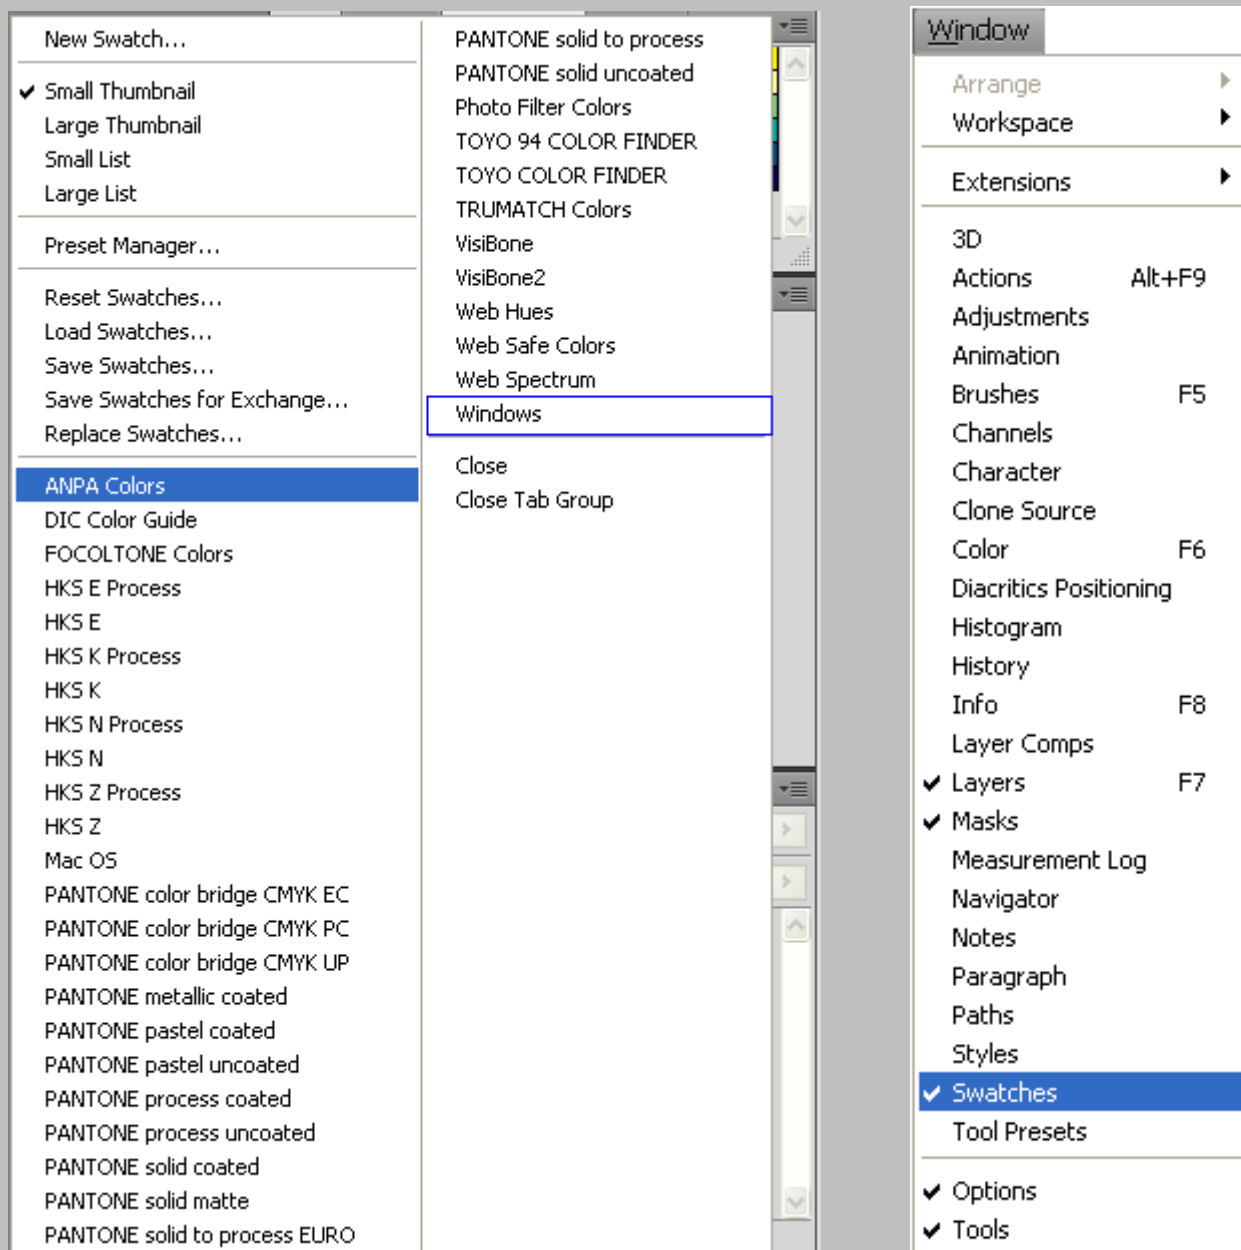 New Swatch...
Small Thumbnail
Large Thumbnail
Small List
Large List
Preset Manager...
Reset Swatches...
Load Swatches...
Save Swatches...
Save Swatches for Exchange...
Replace Swatches...
ANPA Colors
DIC Color Guide
FOCOLTONE Colors
HKS E Process
HKS E
HKS K Process
HKS K
HKS N Process
HKS N
HKS Z Process
HKS Z
Mac OS
PANTONE color bridge CMYK EC
PANTONE color bridge CMYK PC
PANTONE color bridge CMYK UP
PANTONE metallic coated
PANTONE pastel coated
PANTONE pastel uncoated
PANTONE process coated
PANTONE process uncoated
PANTONE solid coated
PANTONE solid matte
PANTONE solid to process EURO
PANTONE solid to process
PANTONE solid uncoated
Photo Filter Colors
TOYO 94 COLOR FINDER
TOYO COLOR FINDER
TRUMATCH Colors
VisiBone
VisiBone2
Web Hues
Web Safe Colors
Web Spectrum
Windows
Close
Close Tab Group
Window
Arrange
Workspace
Extensions
3D
Actions Alt+F9
Adjustments
Animation
Brushes F5
Channels
Character
Clone Source
Color F6
Diacritics Positioning
Histogram
History
Info F8
Layer Comps
Layers F7
Masks
Measurement Log
Navigator
Notes
Paragraph
Paths
Styles
Swatches
Tool Presets
Options
Tools